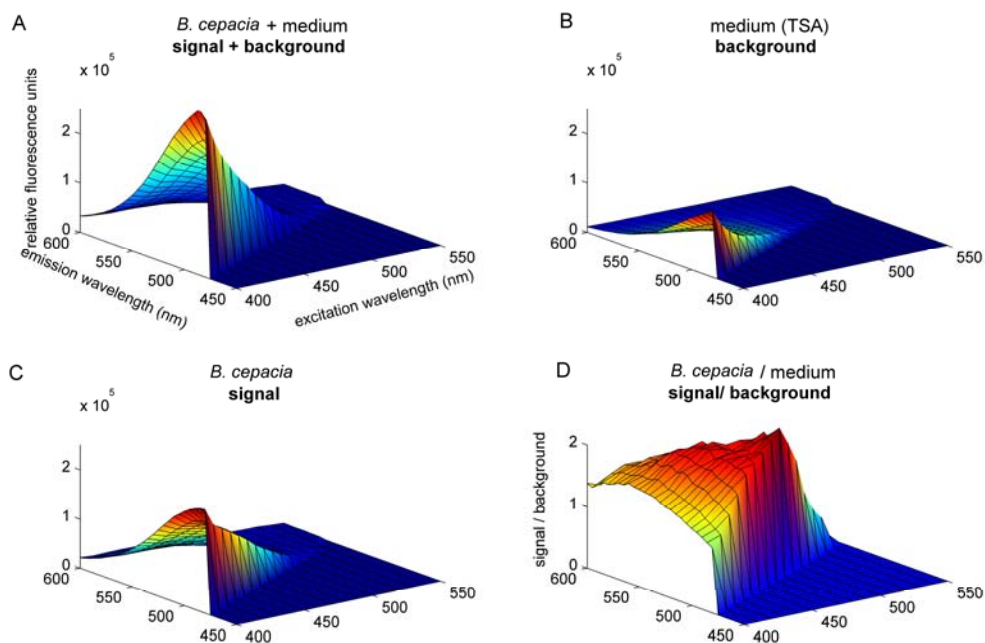 A
B. cepacia + medium
signal + background
x 10^5
relative fluorescence units
2
1
0
600
550
500
450
emission wavelength (nm)
400
450
500
550
excitation wavelength (nm)
B
medium (TSA)
background
x 10^5
2
1
0
600
550
500
450
400
450
500
550
C
B. cepacia
signal
x 10^5
2
1
0
600
550
500
450
400
450
500
550
D
B. cepacia / medium
signal/ background
signal / background
2
1
0
600
550
500
450
400
450
500
550